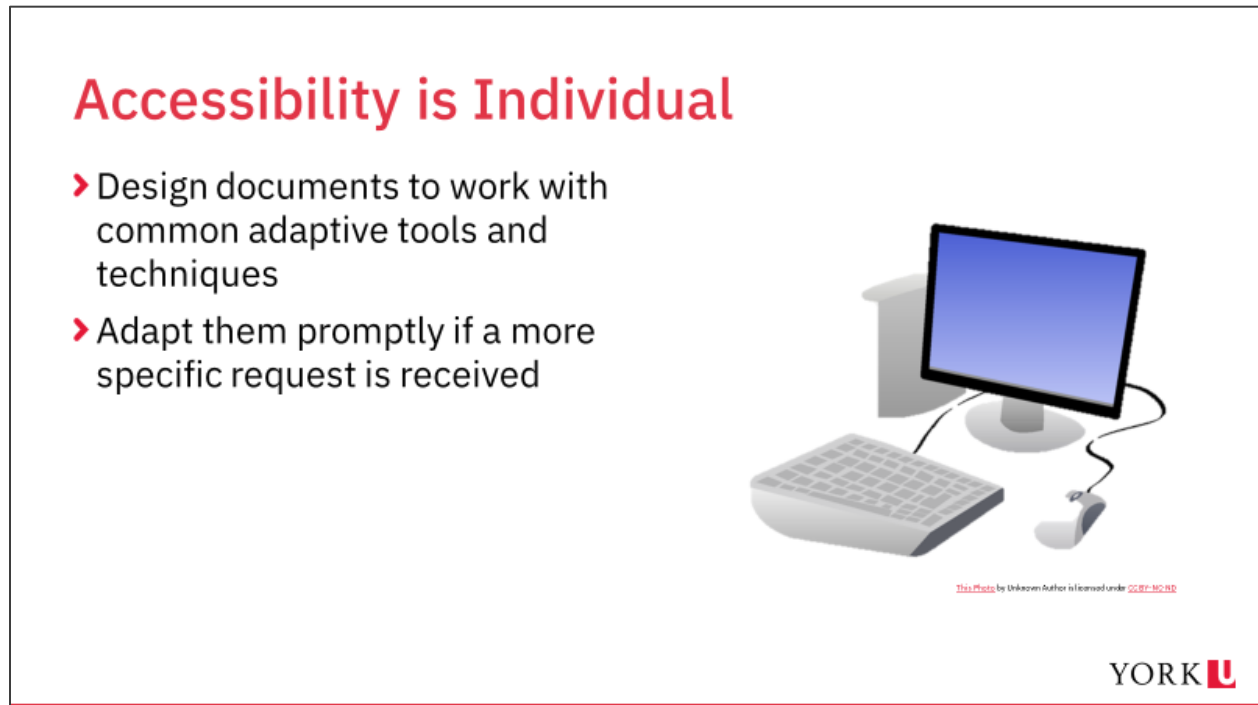 Accessibility is Individual
Design documents to work with
common adaptive tools and
techniques
Adapt them promptly if a more
specific request is received
This Photo by Unknown Author is licensed under CC BY-NC-ND
YORK U